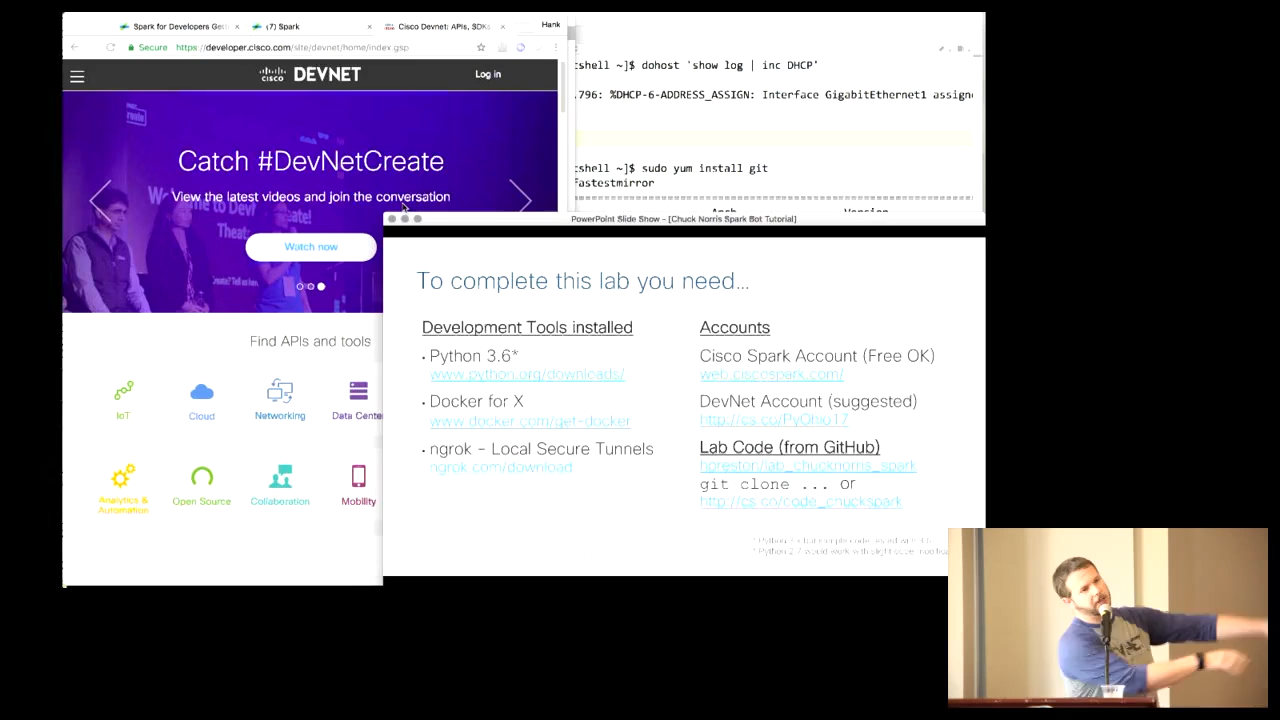 Spark for Developers Get
(7) Spark
Cisco Devnet: APIs, SDKs
Hank
Secure
https://developer.cisco.com/site/devnet/home/index.gsp
CISCO DEVNET
Log in
Catch #DevNetCreate
View the latest videos and join the conversation
Watch now
Find APIs and tools
IoT
Cloud
Networking
Data Cente
Analytics &
Automation
Open Source
Collaboration
Mobility
tshell ~]$ dohost 'show log | inc DHCP'
.796: %DHCP-6-ADDRESS_ASSIGN: Interface GigabitEthernet1 assigne
tshell ~]$ sudo yum install git
fastestmirror
Arch Version
PowerPoint Slide Show - [Chuck Norris Spark Bot Tutorial]
To complete this lab you need...
Development Tools installed
• Python 3.6*
www.python.org/downloads/
• Docker for X
www.docker.com/get-docker
• ngrok - Local Secure Tunnels
ngrok.com/download
Accounts
Cisco Spark Account (Free OK)
web.ciscospark.com/
DevNet Account (suggested)
http://cs.co/PyOhio17
Lab Code (from GitHub)
hpreston/lab_chucknorris_spark
git clone ... or
http://cs.co/code_chuckspark